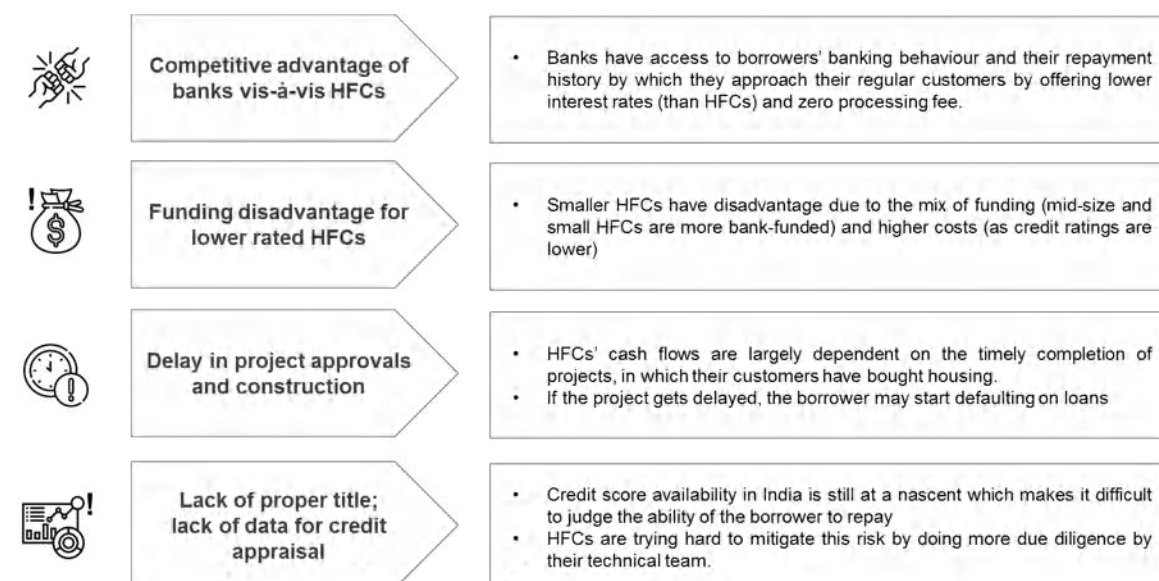 Competitive advantage of
banks vis-à-vis HFCs
• Banks have access to borrowers' banking behaviour and their repayment
history by which they approach their regular customers by offering lower
interest rates (than HFCs) and zero processing fee.
Funding disadvantage for
lower rated HFCs
• Smaller HFCs have disadvantage due to the mix of funding (mid-size and
small HFCs are more bank-funded) and higher costs (as credit ratings are
lower)
Delay in project approvals
and construction
• HFCs' cash flows are largely dependent on the timely completion of
projects, in which their customers have bought housing.
• If the project gets delayed, the borrower may start defaulting on loans
Lack of proper title;
lack of data for credit
appraisal
• Credit score availability in India is still at a nascent which makes it difficult
to judge the ability of the borrower to repay
• HFCs are trying hard to mitigate this risk by doing more due diligence by
their technical team.